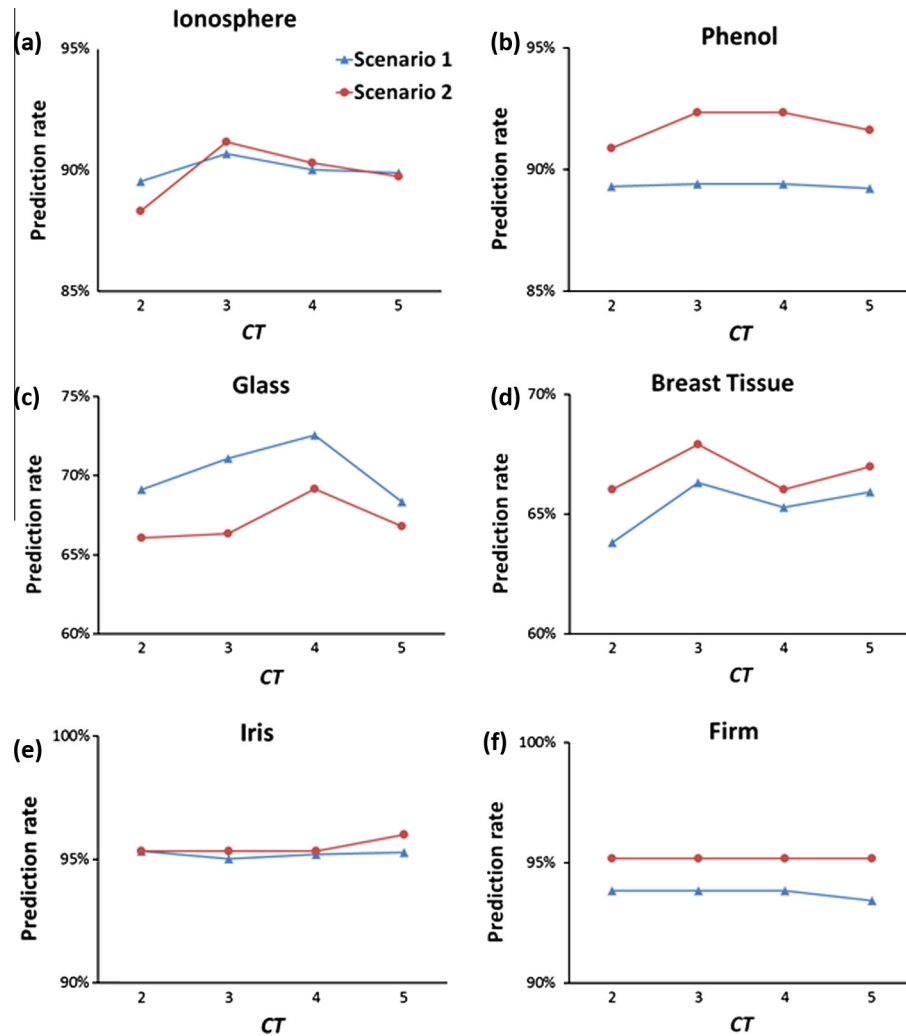 (a) Ionosphere
95%
90%
85%
Prediction rate
Scenario 1
Scenario 2
2 3 4 5
CT
(b) Phenol
95%
90%
85%
Prediction rate
2 3 4 5
CT
(c) Glass
75%
70%
65%
60%
Prediction rate
2 3 4 5
CT
(d) Breast Tissue
70%
65%
60%
Prediction rate
2 3 4 5
CT
(e) Iris
100%
95%
90%
Prediction rate
2 3 4 5
CT
(f) Firm
100%
95%
90%
Prediction rate
2 3 4 5
CT